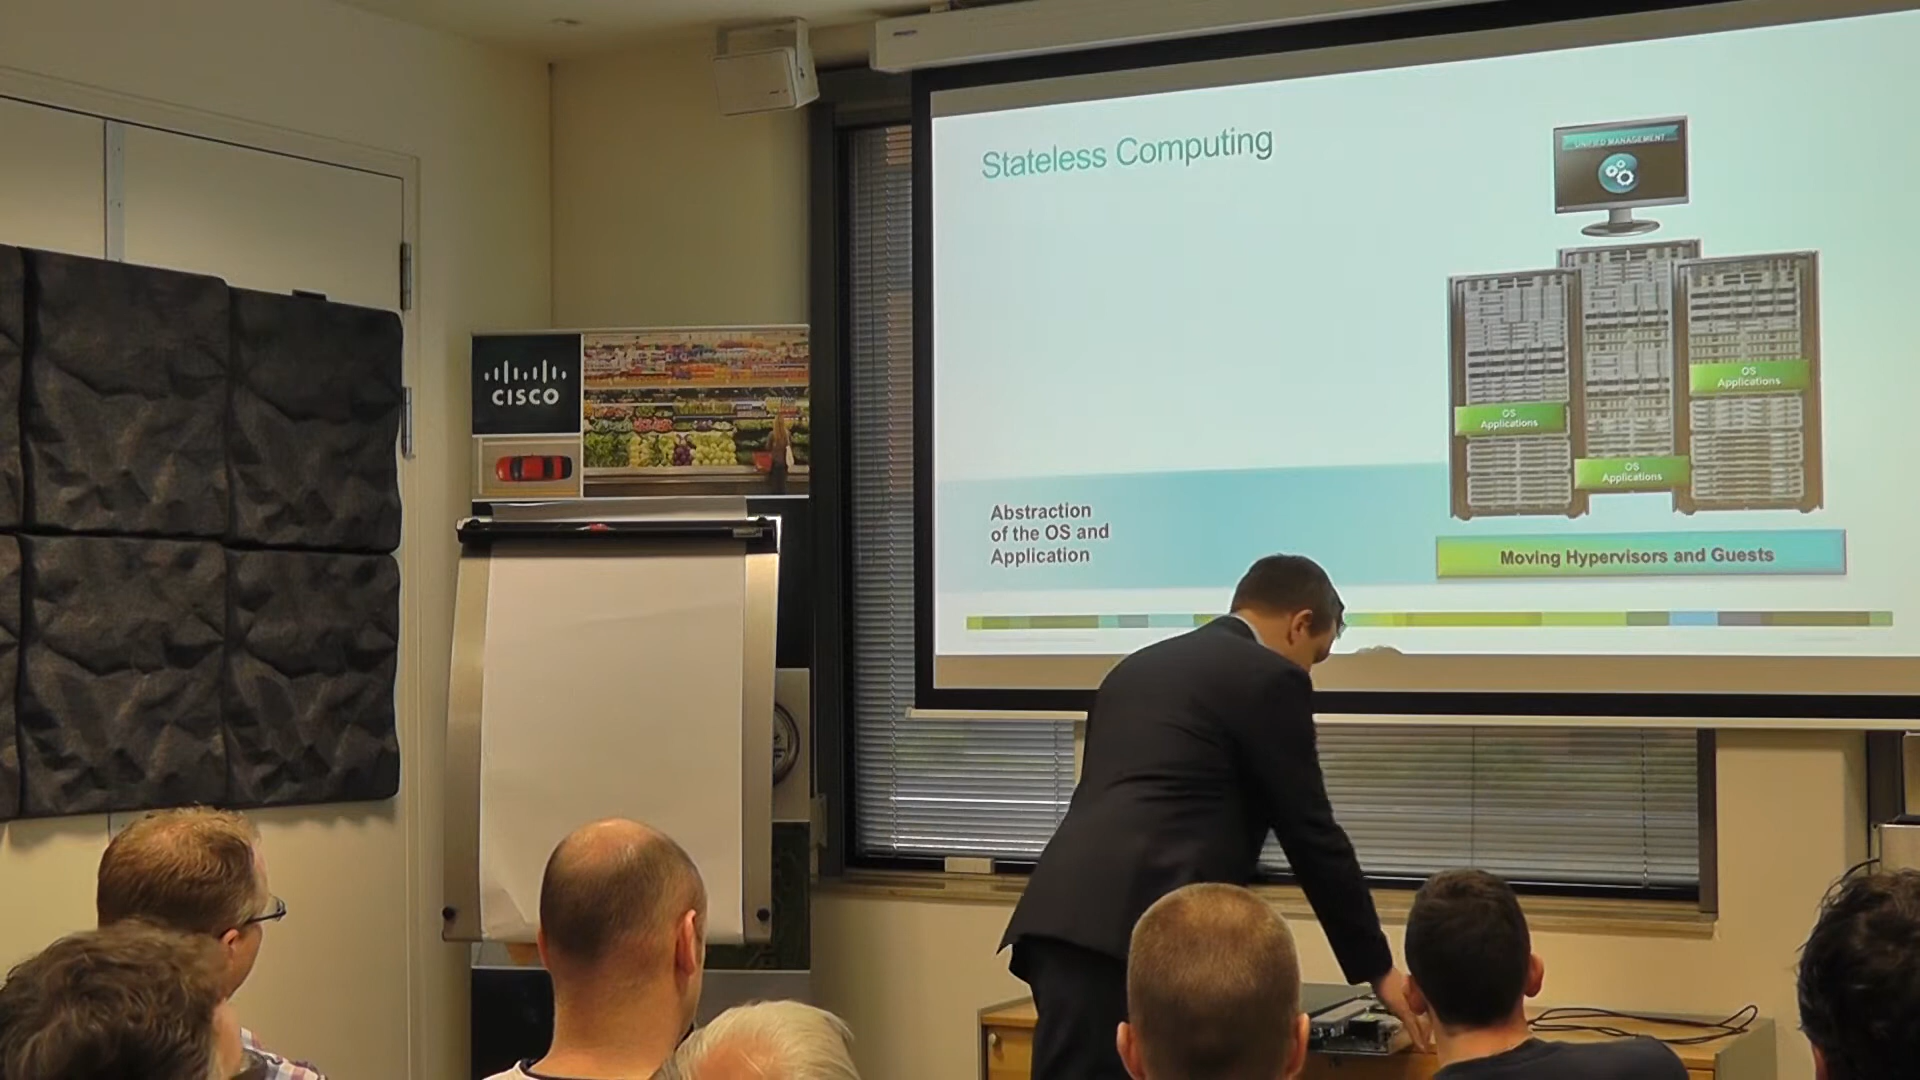 Stateless Computing
UNIFIED MANAGEMENT
OS
Applications
OS
Applications
OS
Applications
Abstraction
of the OS and
Application
Moving Hypervisors and Guests
CISCO